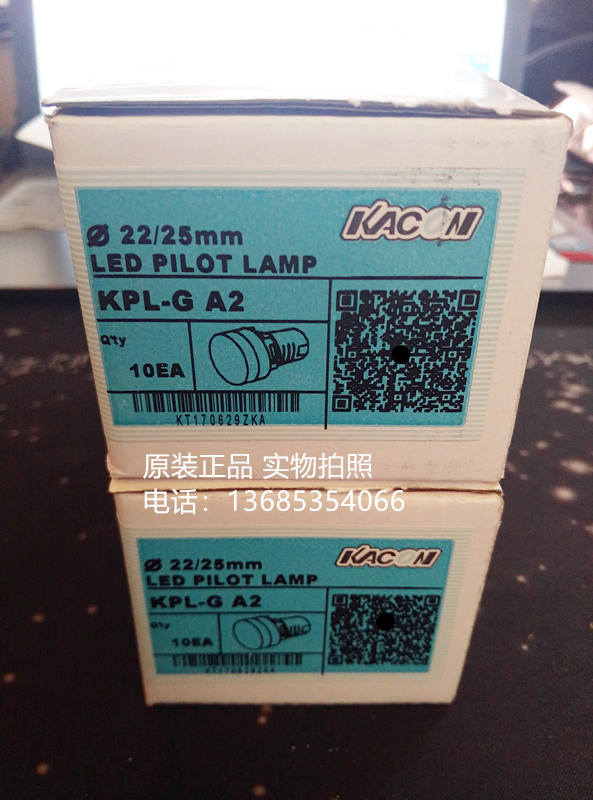 KACON
Ø 22/25mm
LED PILOT LAMP
KPL-G A2
Q'ty
10EA
KT170629ZKA
原装正品 实物拍照
电话：13685354066
KACON
Ø 22/25mm
LED PILOT LAMP
KPL-G A2
Q'ty
10EA
KT170629ZKA